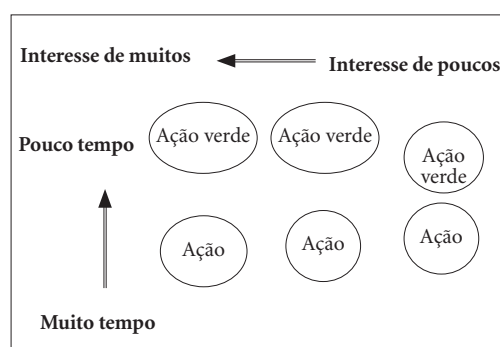 Interesse de muitos
Interesse de poucos
Pouco tempo
Ação verde
Ação verde
Ação
verde
Ação
Ação
Ação
Muito tempo